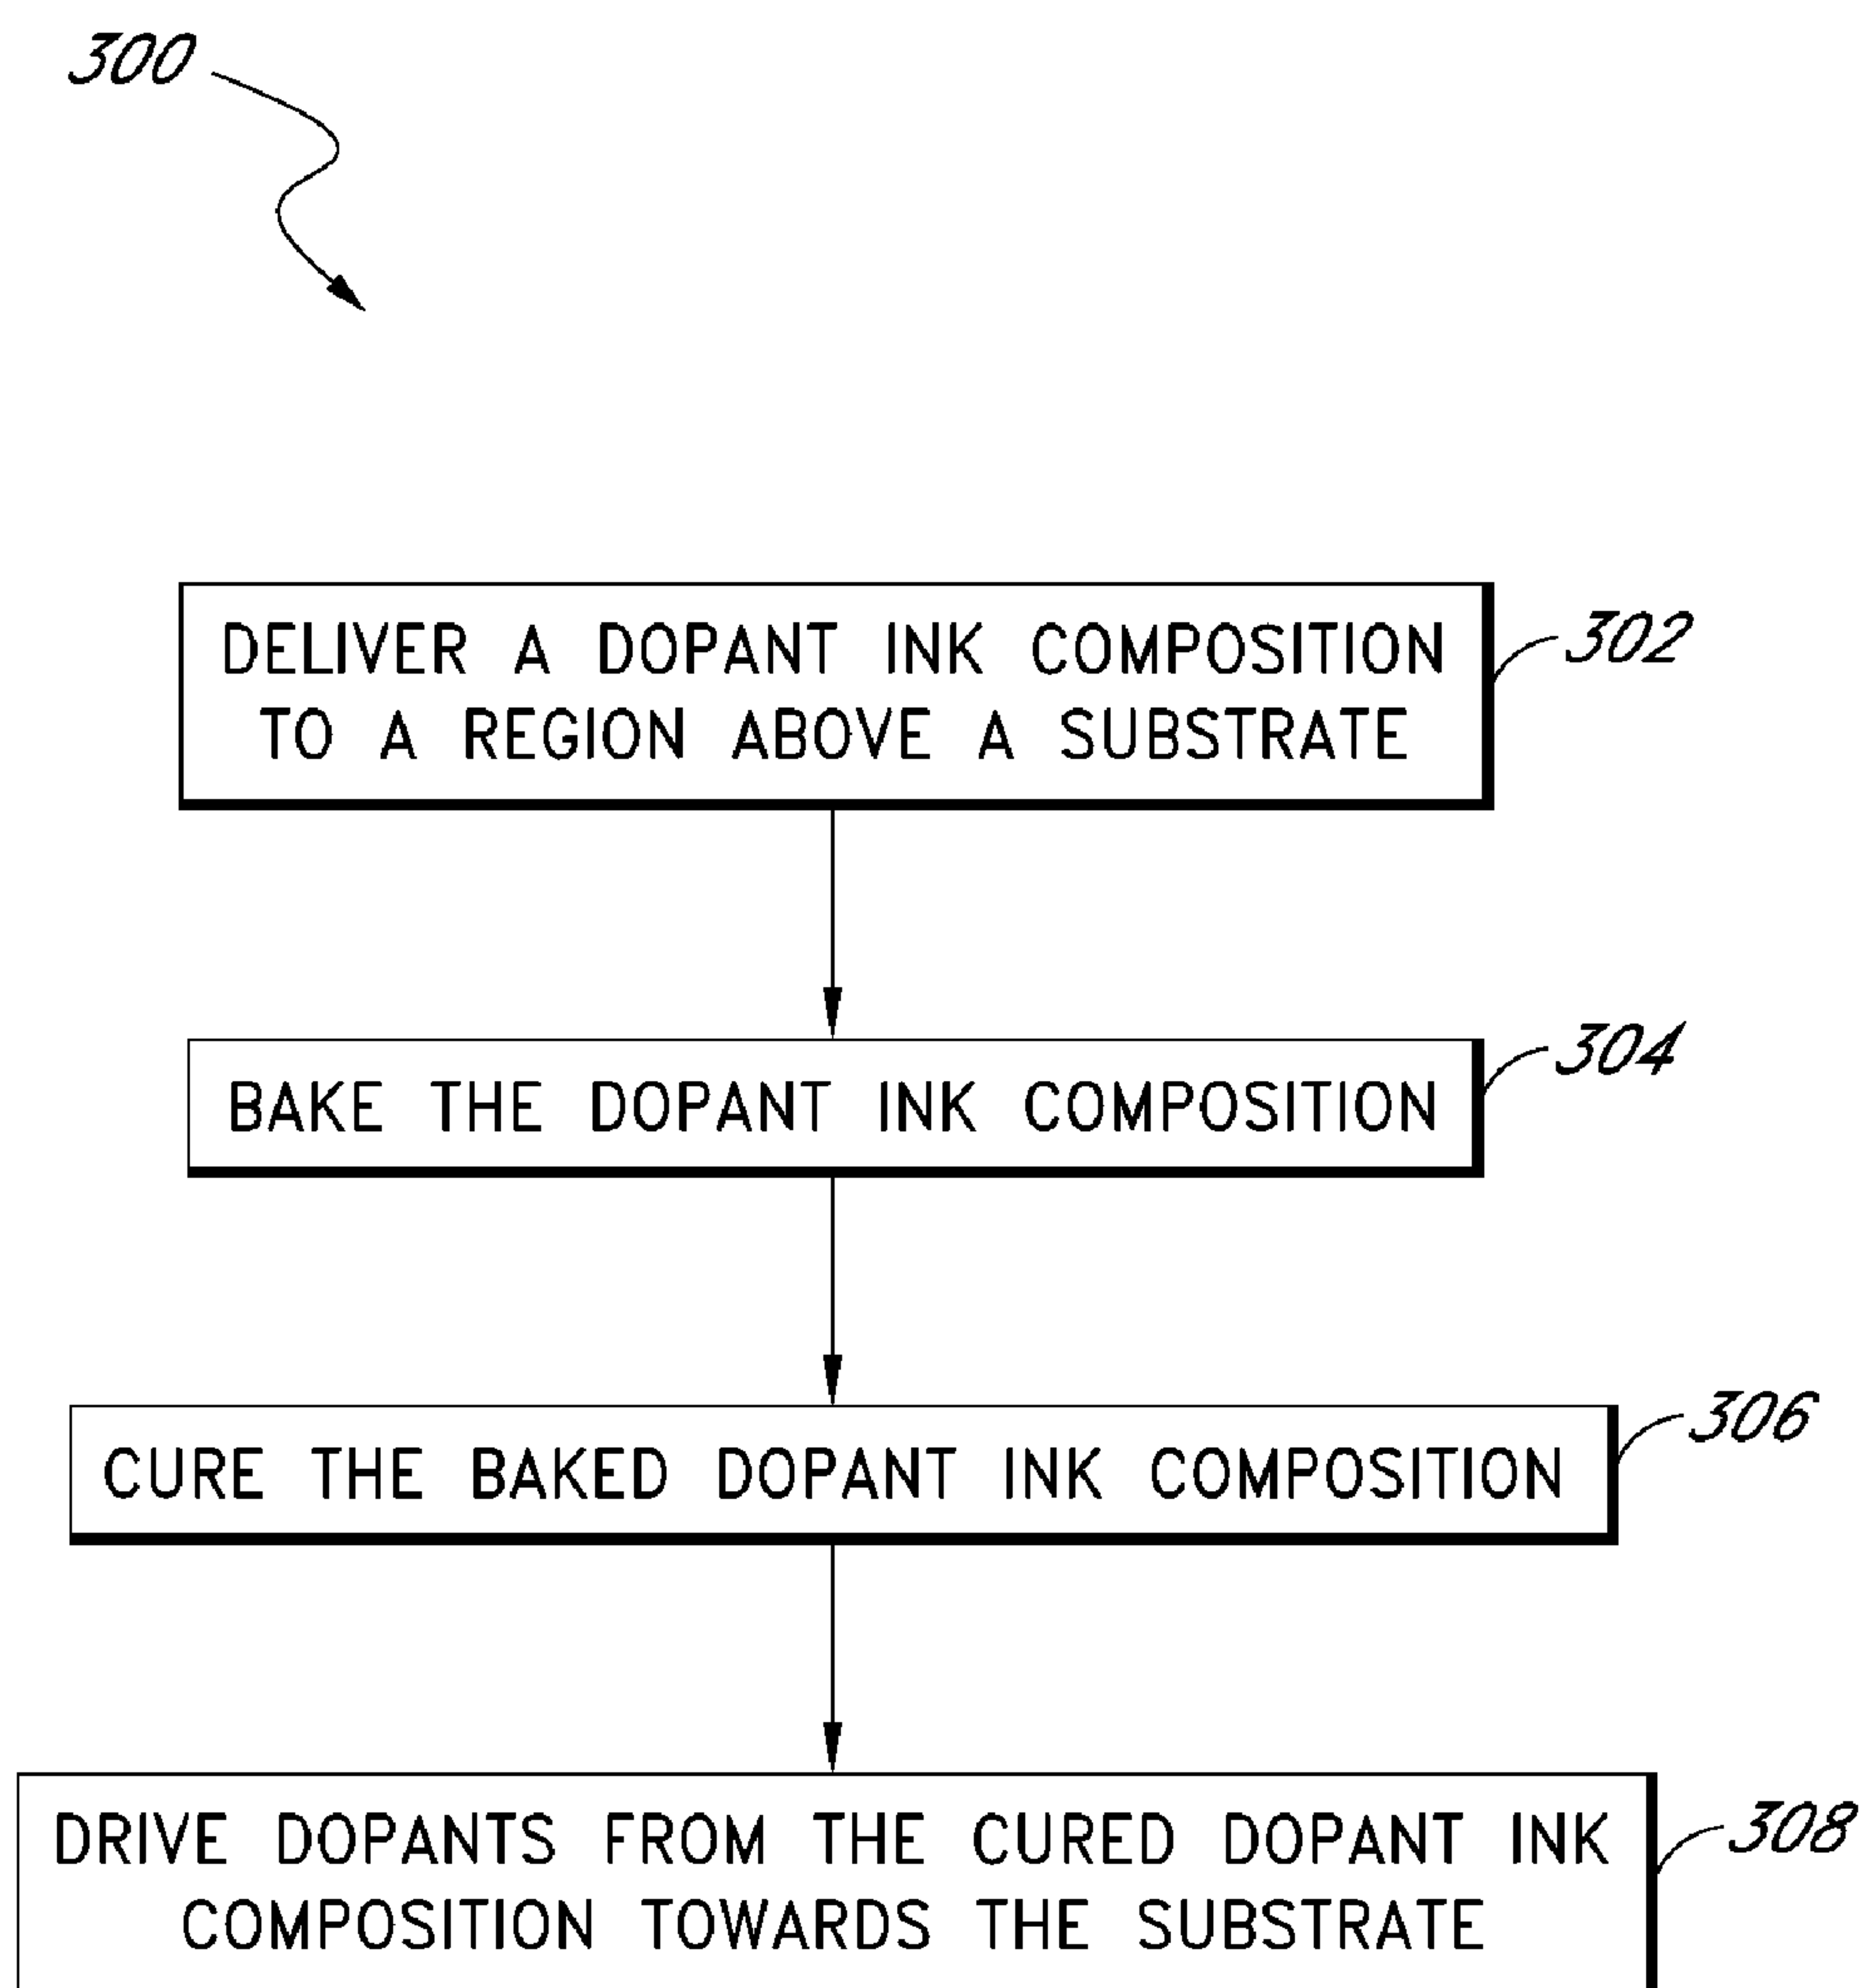 300
DELIVER A DOPANT INK COMPOSITION
TO A REGION ABOVE A SUBSTRATE
302
BAKE THE DOPANT INK COMPOSITION
304
CURE THE BAKED DOPANT INK COMPOSITION
306
DRIVE DOPANTS FROM THE CURED DOPANT INK
COMPOSITION TOWARDS THE SUBSTRATE
308